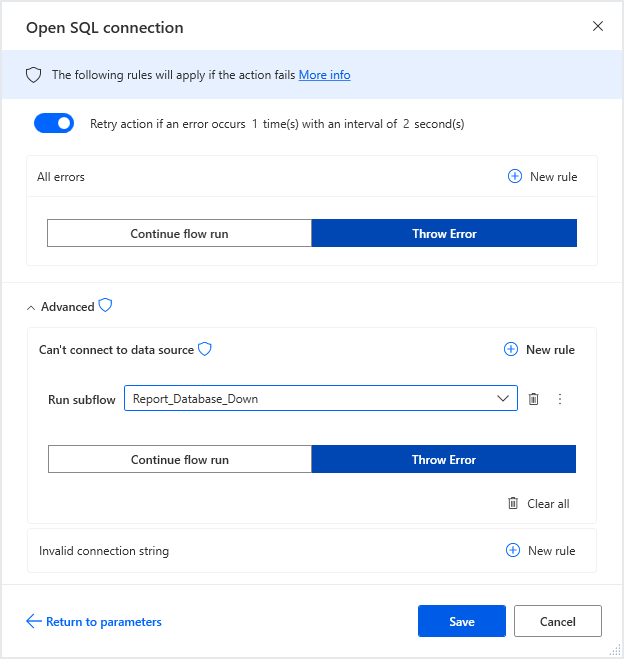 Open SQL connection
The following rules will apply if the action fails More info
Retry action if an error occurs 1 time(s) with an interval of 2 second(s)
All errors New rule
Continue flow run Throw Error
Advanced
Can't connect to data source New rule
Run subflow Report_Database_Down
Continue flow run Throw Error
Clear all
Invalid connection string New rule
Return to parameters Save Cancel